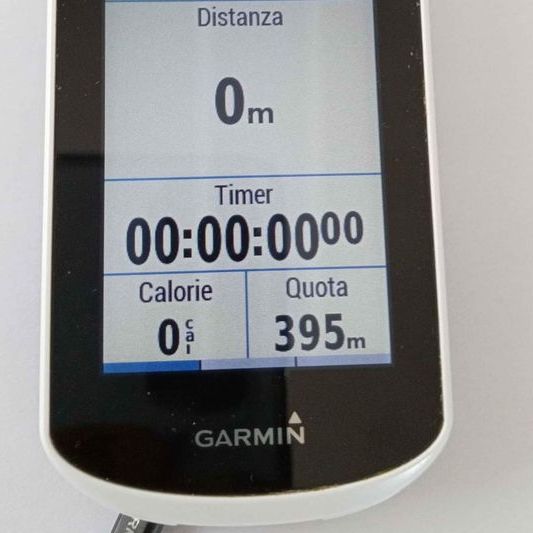 Distanza
0m
Timer
00:00:0000
Calorie Quota
0cal 395m
GARMIN